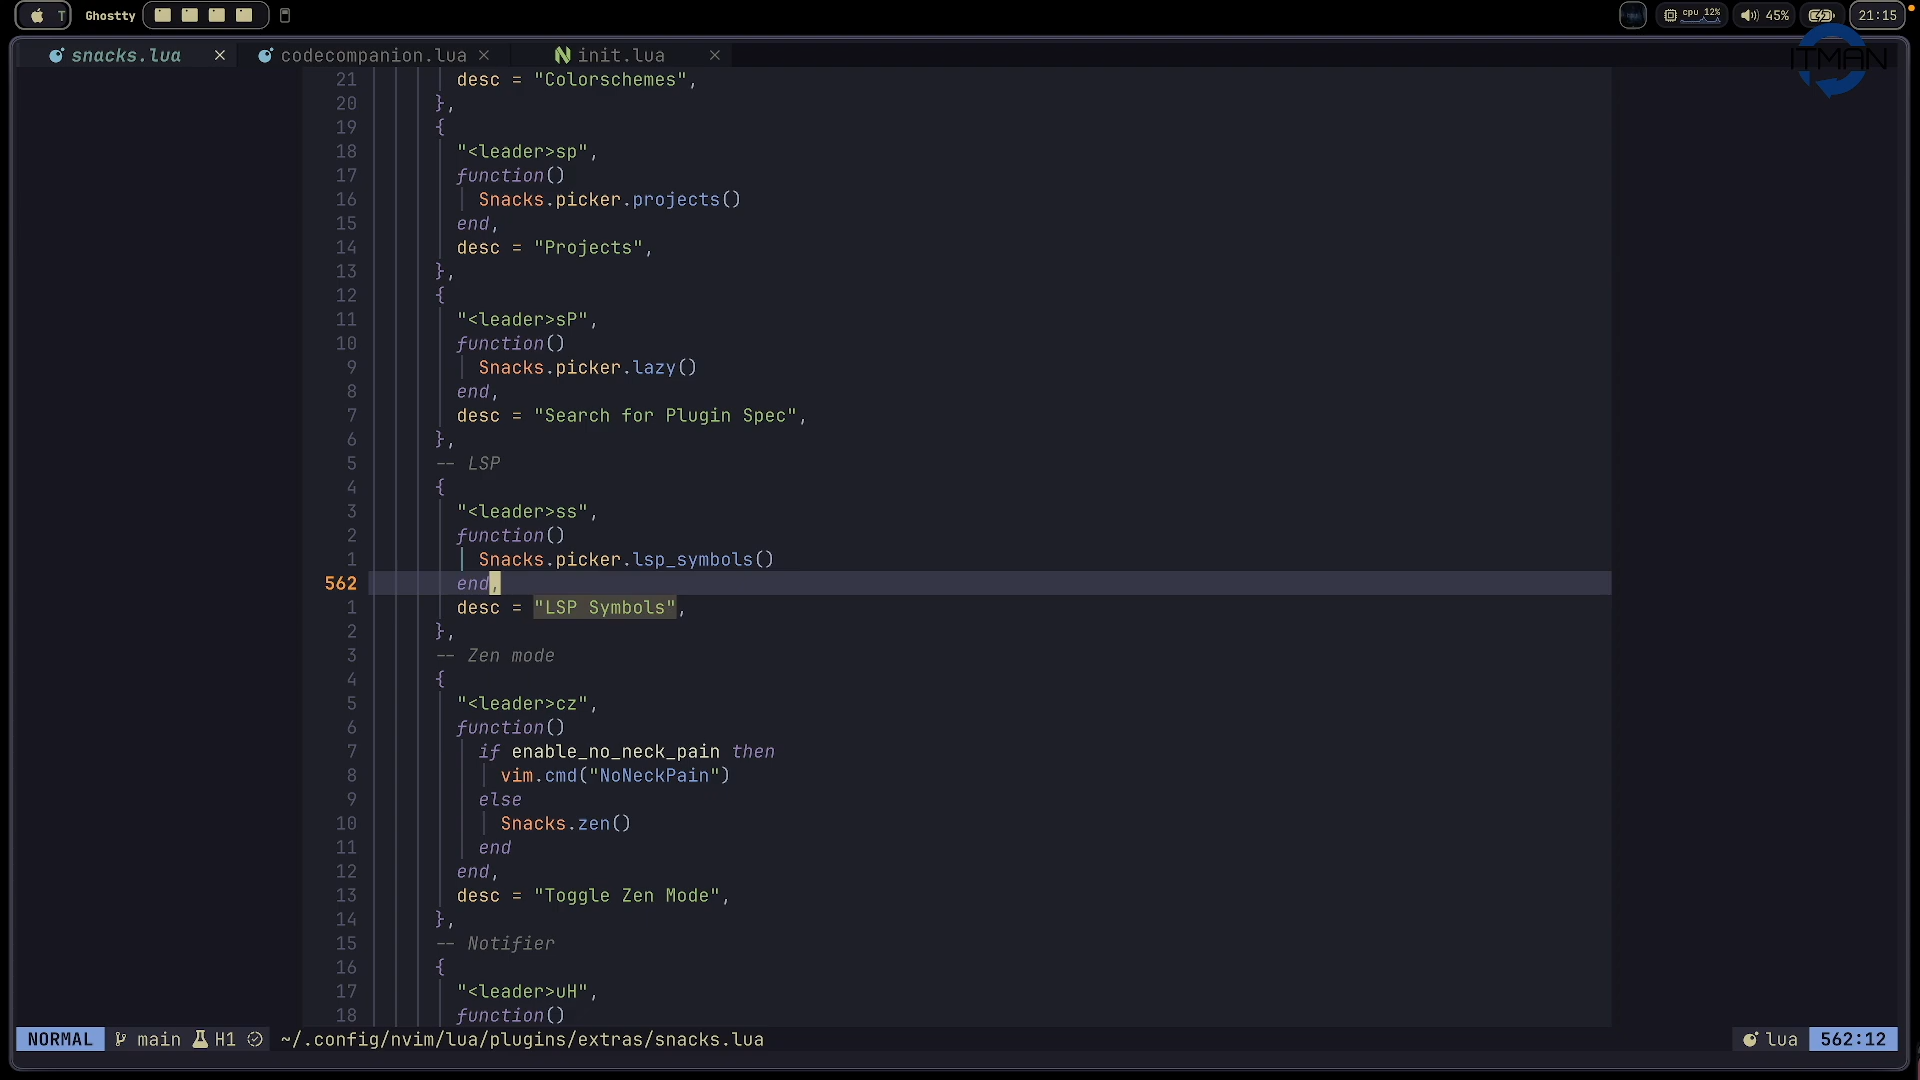 T Ghostty cpu 12% 45% 21:15
ITMAN
snacks.lua × codecompanion.lua × init.lua ×
21 desc = "Colorschemes",
20 },
19 {
18 "<leader>sp",
17 function()
16 Snacks.picker.projects()
15 end,
14 desc = "Projects",
13 },
12 {
11 "<leader>sP",
10 function()
9 Snacks.picker.lazy()
8 end,
7 desc = "Search for Plugin Spec",
6 },
5 -- LSP
4 {
3 "<leader>ss",
2 function()
1 Snacks.picker.lsp_symbols()
562 end,
1 desc = "LSP Symbols",
2 },
3 -- Zen mode
4 {
5 "<leader>cz",
6 function()
7 if enable_no_neck_pain then
8 vim.cmd("NoNeckPain")
9 else
10 Snacks.zen()
11 end
12 end,
13 desc = "Toggle Zen Mode",
14 },
15 -- Notifier
16 {
17 "<leader>uH",
18 function()
NORMAL main H1 ~/.config/nvim/lua/plugins/extras/snacks.lua lua 562:12